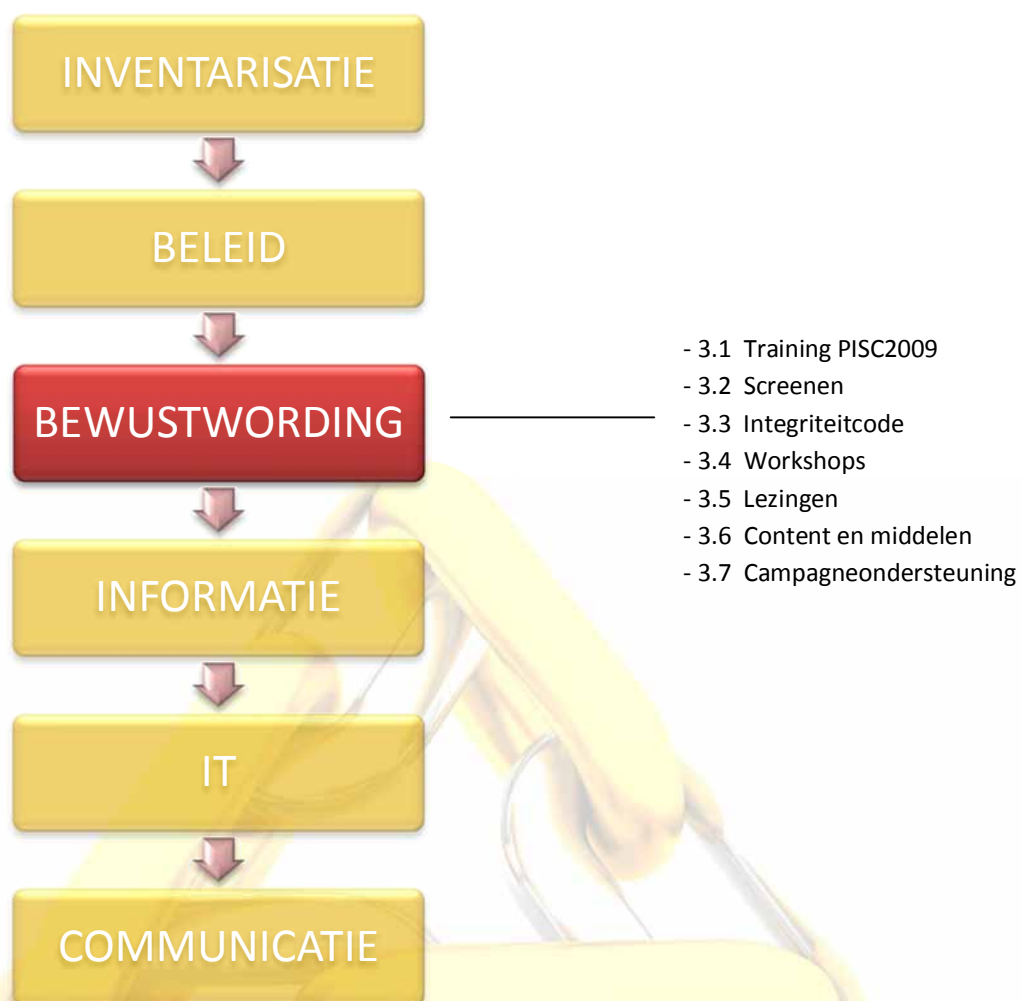 INVENTARISATIE
BELEID
BEWUSTWORDING
- 3.1 Training PISC2009
- 3.2 Screenen
- 3.3 Integriteitcode
- 3.4 Workshops
- 3.5 Lezingen
- 3.6 Content en middelen
- 3.7 Campagneondersteuning
INFORMATIE
IT
COMMUNICATIE